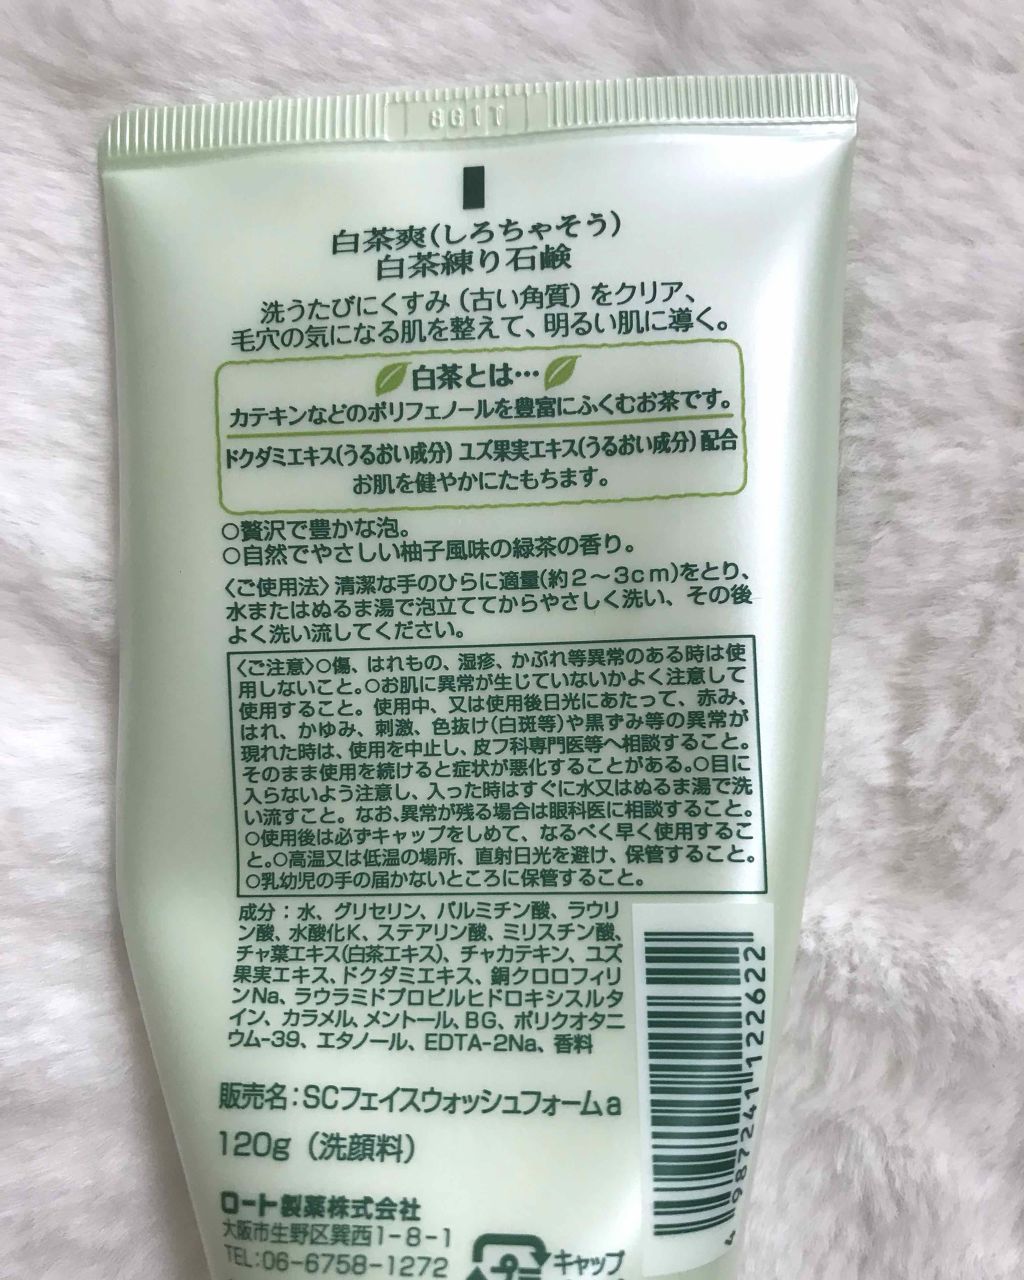 白茶爽(しろちゃそう)
白茶練り石鹸
洗うたびにくすみ(古い角質)をクリア、
毛穴の気になる肌を整えて、明るい肌に導く。
白茶とは…
カテキンなどのポリフェノールを豊富にふくむお茶です。
ドクダミエキス(うるおい成分) ユズ果実エキス(うるおい成分)配合
お肌を健やかにたもちます。
○贅沢で豊かな泡。
○自然でやさしい柚子風味の緑茶の香り。
〈ご使用法〉清潔な手のひらに適量(約2～3cm)をとり、
水またはぬるま湯で泡立ててからやさしく洗い、その後
よく洗い流してください。
〈ご注意〉○傷、はれもの、湿疹、かぶれ等異常のある時は使
用しないこと。○お肌に異常が生じていないかよく注意して
使用すること。使用中、又は使用後日光にあたって、赤み、
はれ、かゆみ、刺激、色抜け(白斑等)や黒ずみ等の異常が
現れた時は、使用を中止し、皮フ科専門医等へ相談すること。
そのまま使用を続けると症状が悪化することがある。○目に
入らないよう注意し、入った時はすぐに水又はぬるま湯で洗
い流すこと。なお、異常が残る場合は眼科医に相談すること。
○使用後は必ずキャップをしめて、なるべく早く使用するこ
と。○高温又は低温の場所、直射日光を避け、保管すること。
○乳幼児の手の届かないところに保管すること。
成分：水、グリセリン、パルミチン酸、ラウリ
ン酸、水酸化K、ステアリン酸、ミリスチン酸、
チャ葉エキス(白茶エキス)、チャカテキン、ユズ
果実エキス、ドクダミエキス、銅クロロフィリ
ンNa、ラウラミドプロピルヒドロキシスルタ
イン、カラメル、メントール、BG、ポリクオタニ
ウム-39、エタノール、EDTA-2Na、香料
4 987241 122622
販売名：SCフェイスウォッシュフォームa
120g (洗顔料)
ロート製薬株式会社
大阪市生野区巽西1-8-1
TEL:06-6758-1272
キャップ